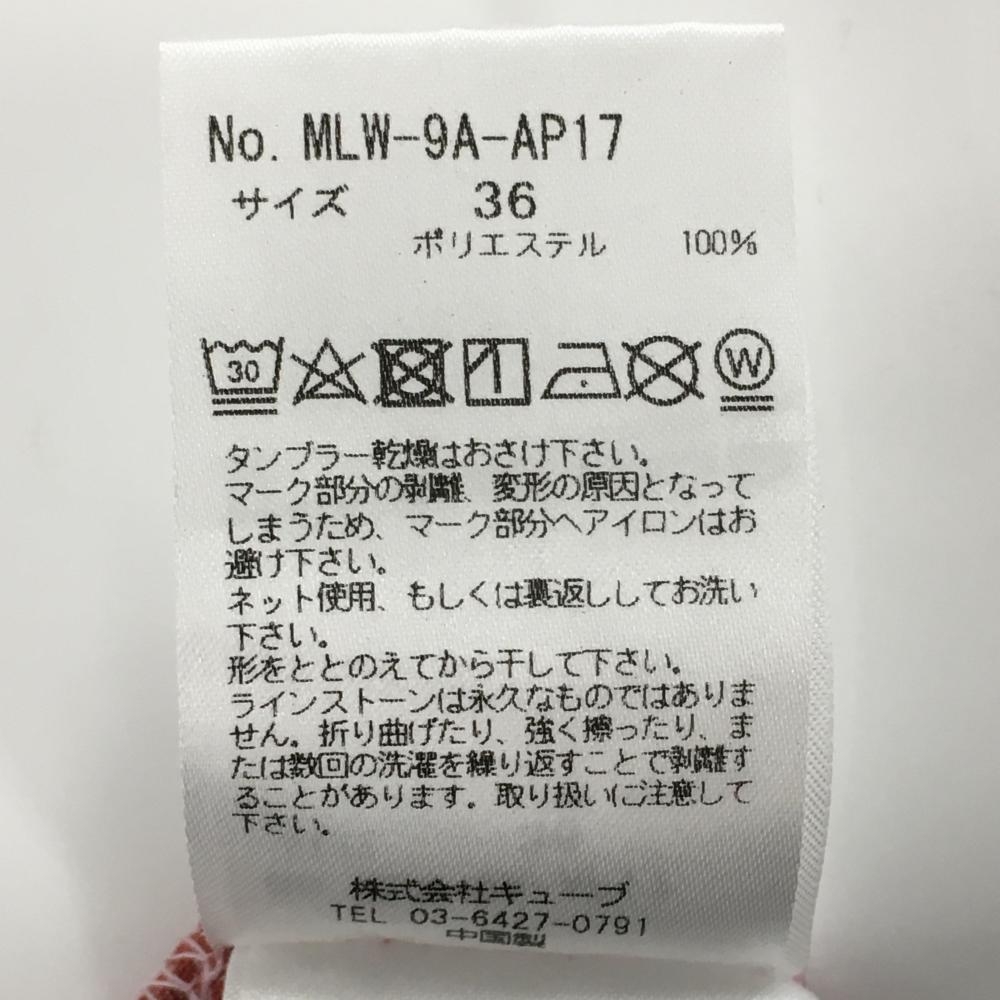 No. MLW-9A-AP17
サイズ 36
ポリエステル 100%
30 W
タンブラー乾燥はおさけ下さい。
マーク部分の剥離、変形の原因となって
しまうため、マーク部分へアイロンはお
避け下さい。
ネット使用、もしくは裏返ししてお洗い
下さい。
形をととのえてから干して下さい。
ラインストーンは永久なものではありま
せん。折り曲げたり、強く擦ったり、ま
たは数回の洗濯を繰り返すことで剥離す
ることがあります。取り扱いに注意して
下さい。
株式会社キューブ
TEL 03-6427-0791
中国製